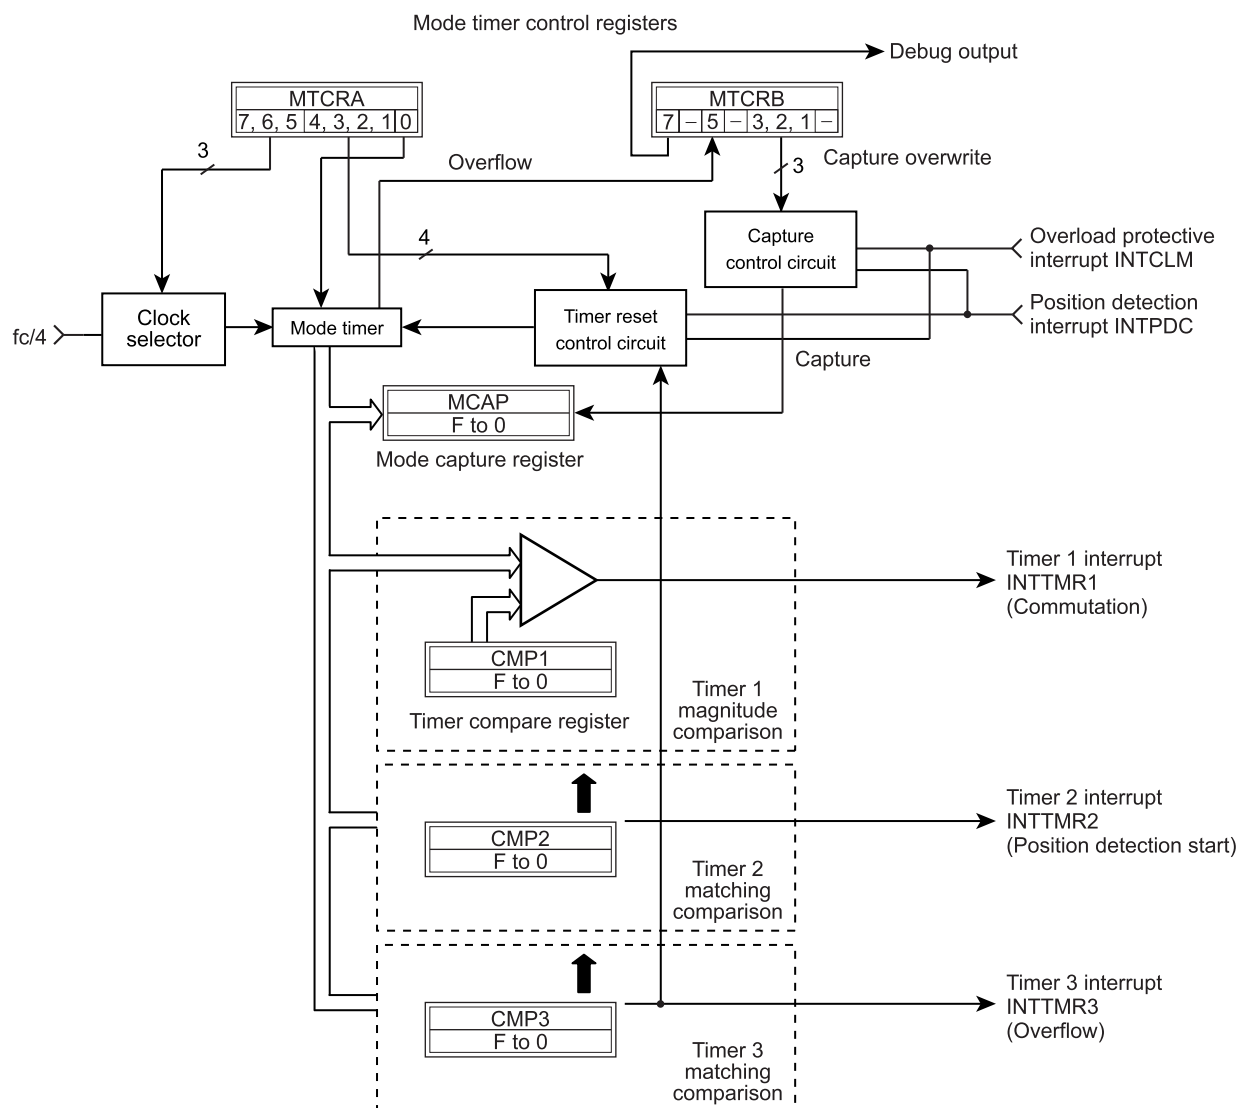 Mode timer control registers
Debug output
MTCRA
7, 6, 5 4, 3, 2, 1 0
MTCRB
7 – 5 – 3, 2, 1 –
3
Overflow
3
Capture overwrite
4
Capture
control circuit
Overload protective
interrupt INTCLM
Position detection
interrupt INTPDC
fc/4
Clock
selector
Mode timer
Timer reset
control circuit
Capture
MCAP
F to 0
Mode capture register
Timer 1 interrupt
INTTMR1
(Commutation)
CMP1
F to 0
Timer compare register
Timer 1
magnitude
comparison
Timer 2 interrupt
INTTMR2
(Position detection start)
CMP2
F to 0
Timer 2
matching
comparison
Timer 3 interrupt
INTTMR3
(Overflow)
CMP3
F to 0
Timer 3
matching
comparison